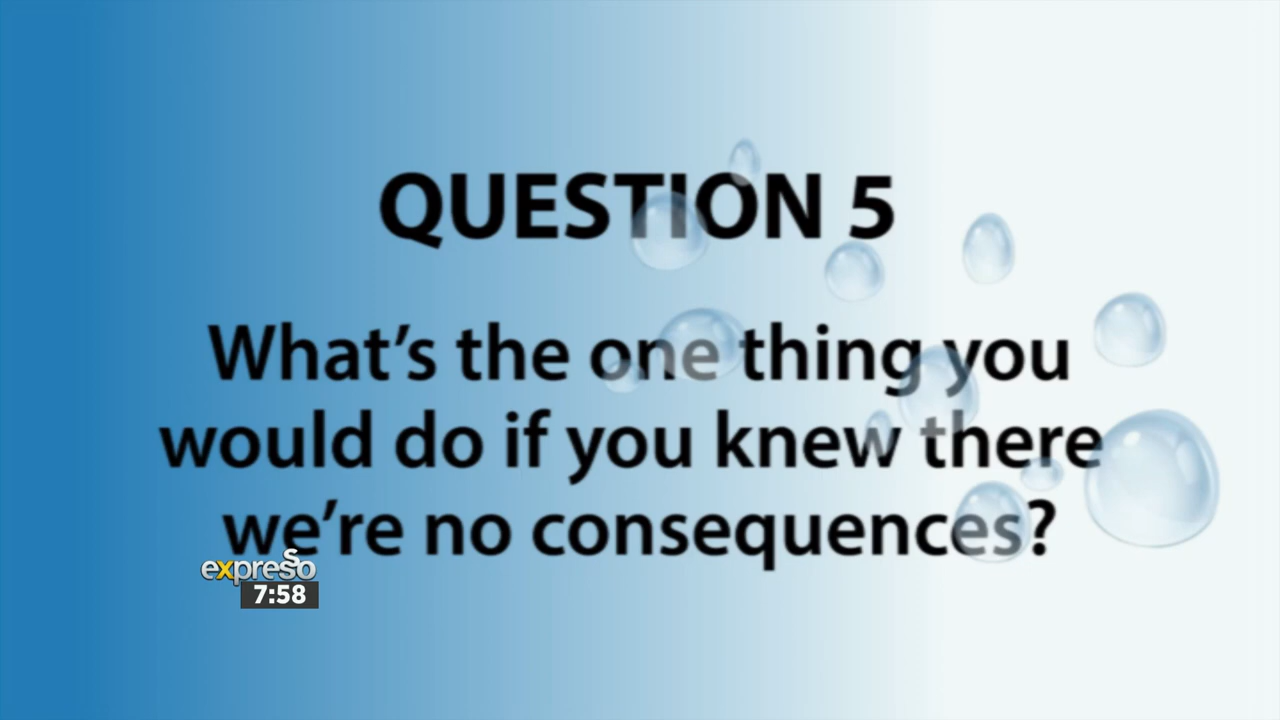 QUESTION 5
What's the one thing you
would do if you knew there
we're no consequences?
expresso
7:58